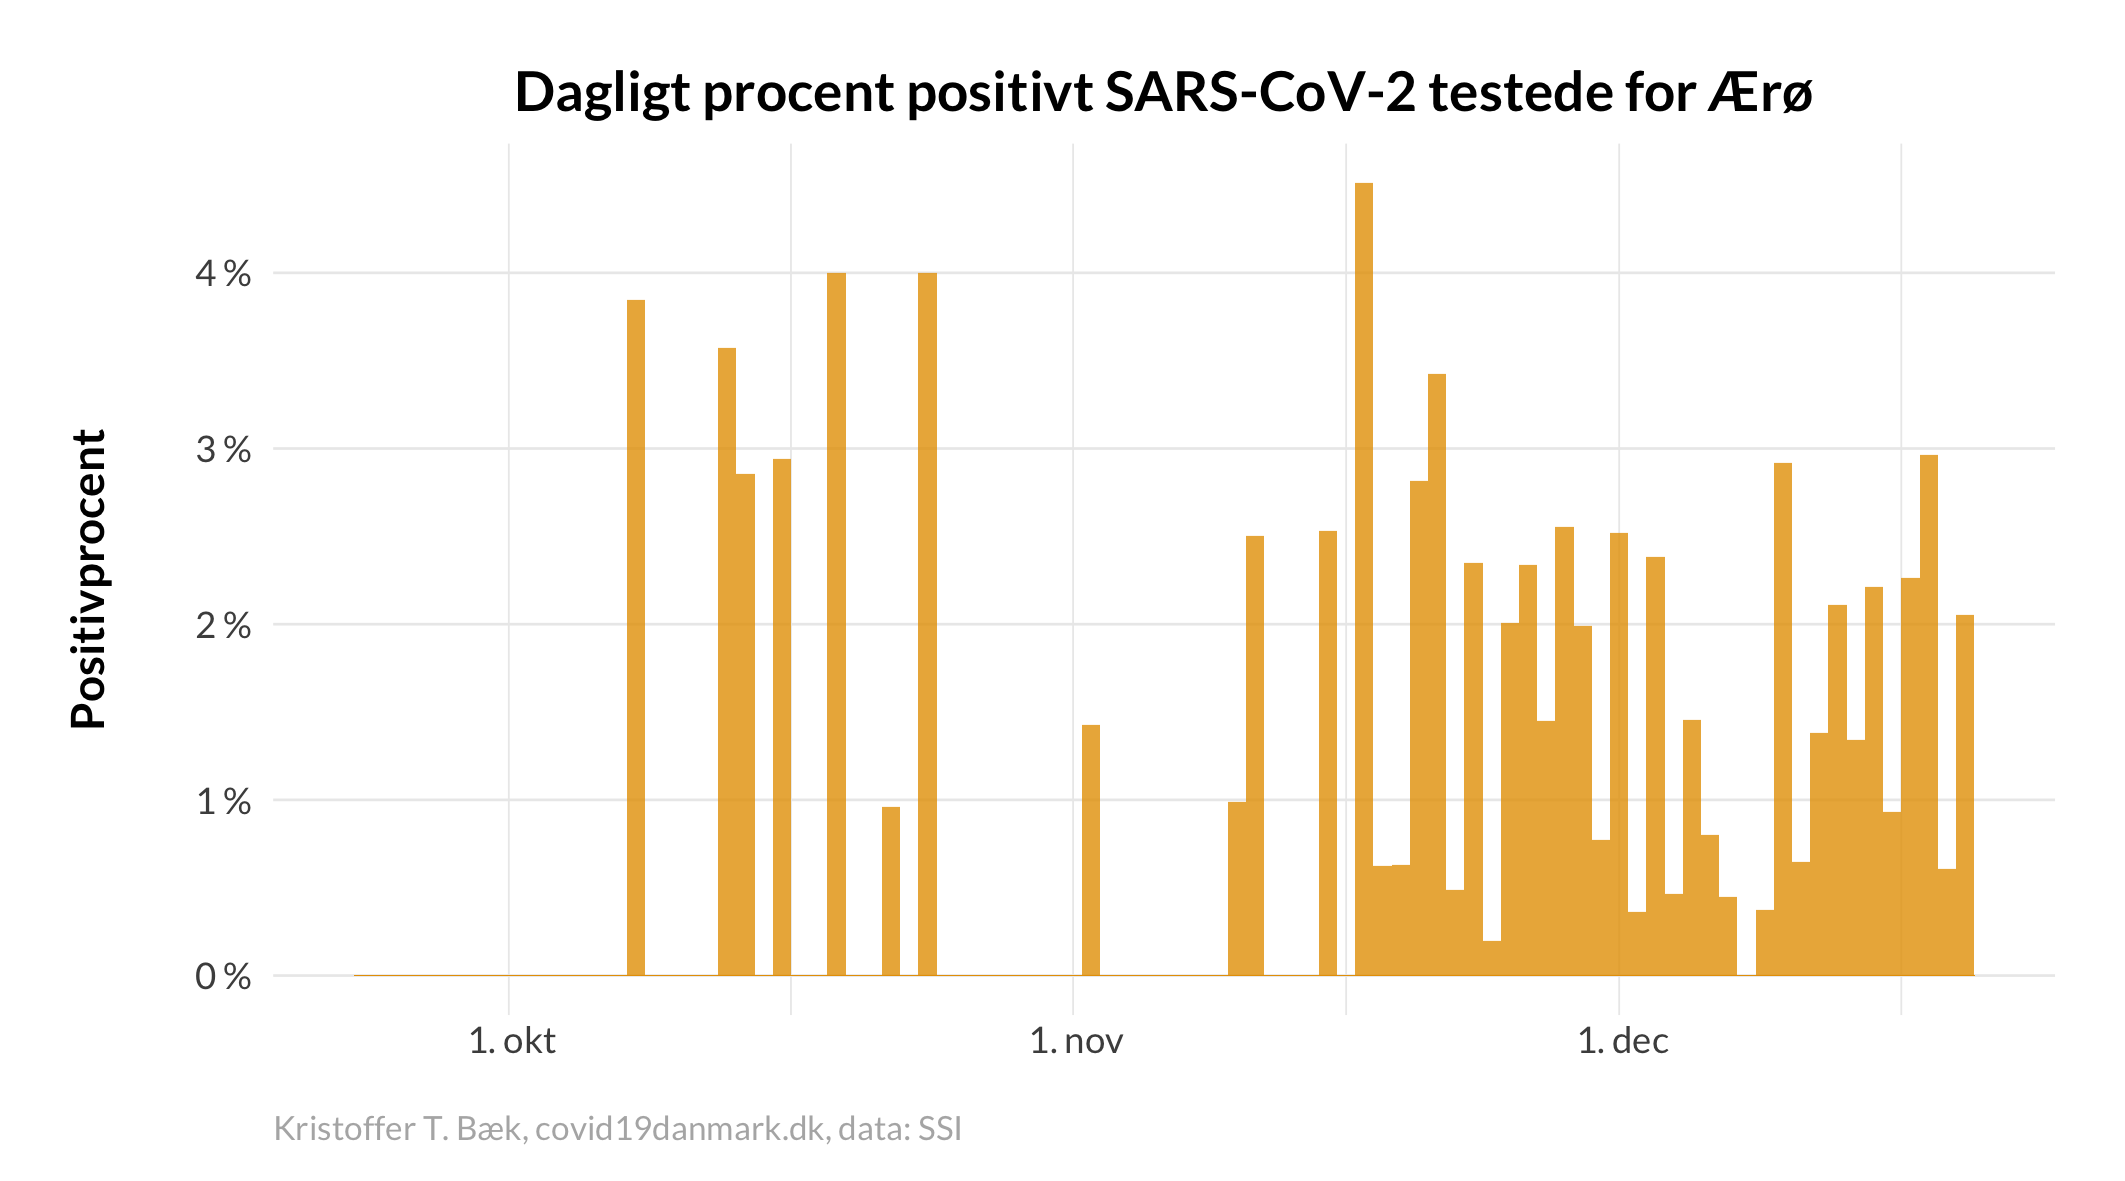 Dagligt procent positivt SARS-CoV-2 testede for Ærø
Positivprocent
4 %
3 %
2 %
1 %
0 %
1. okt
1. nov
1. dec
Kristoffer T. Bæk, covid19danmark.dk, data: SSI